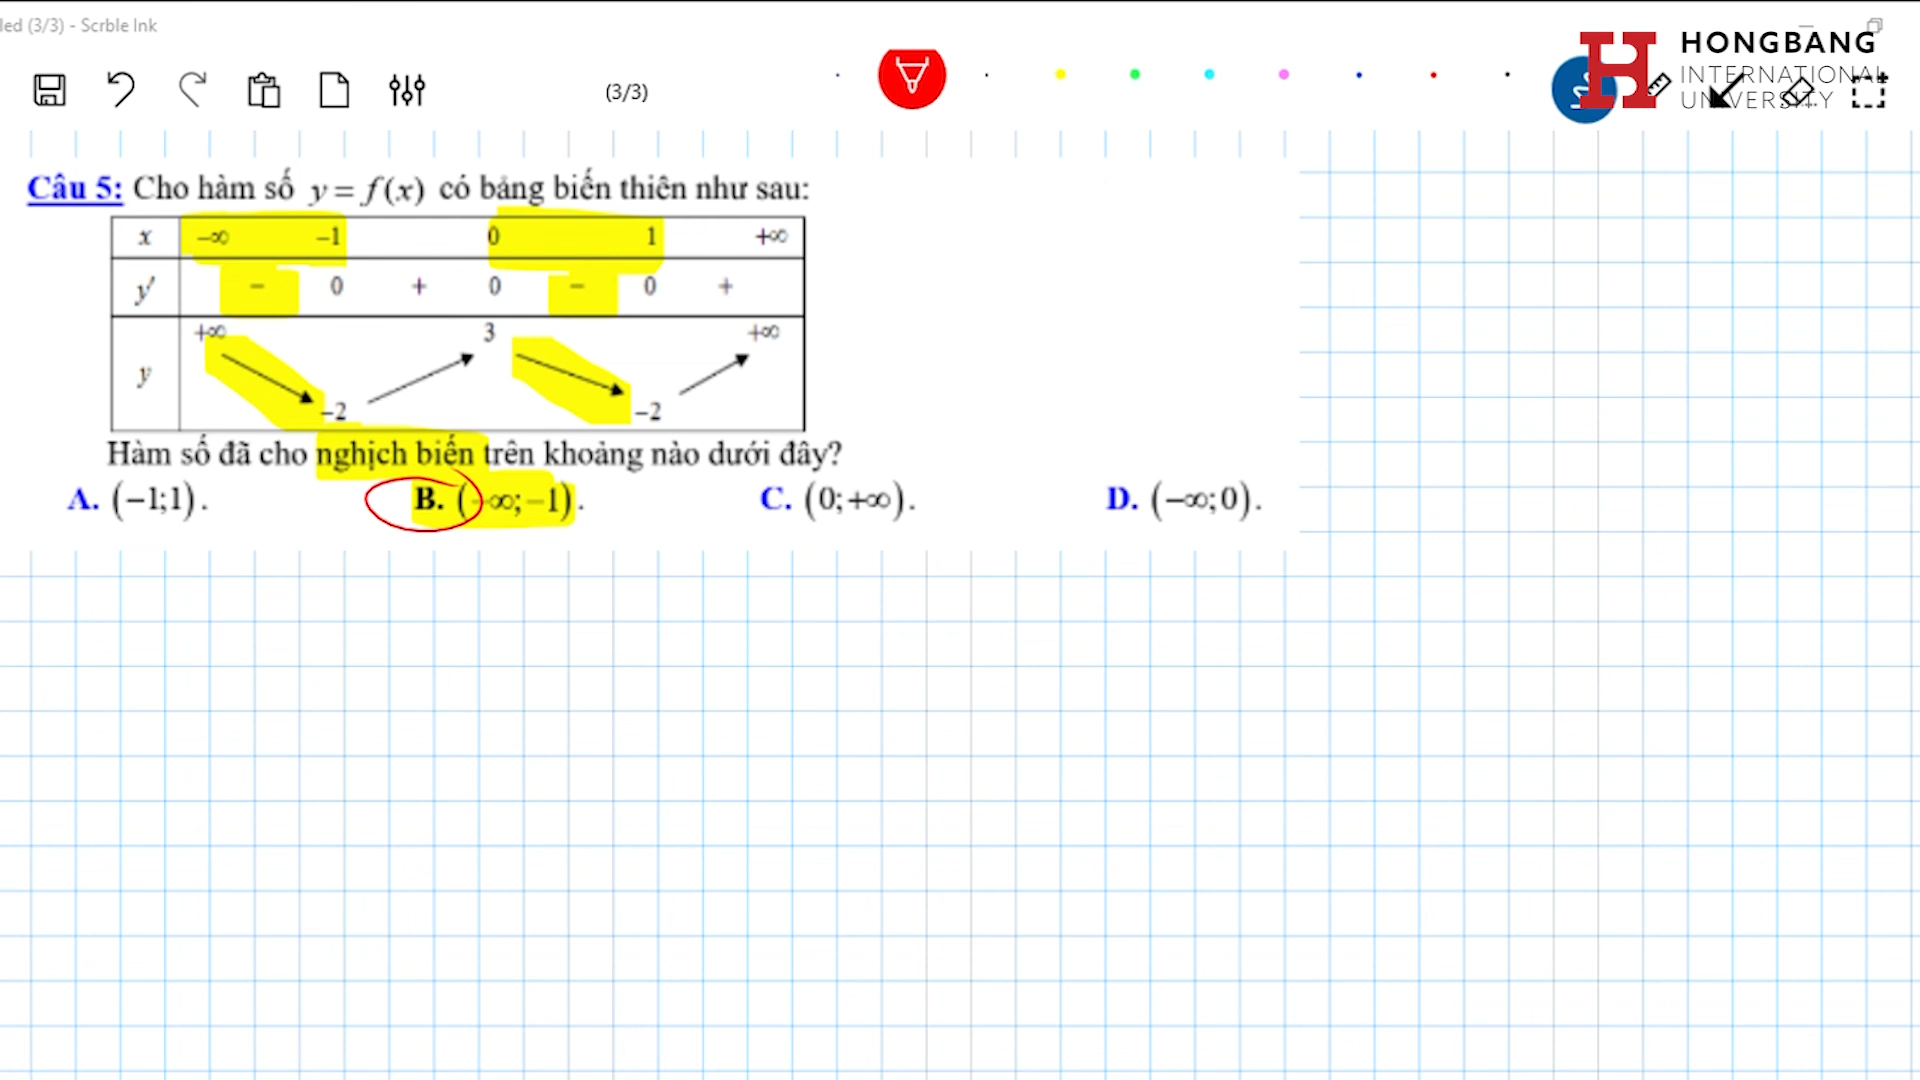 led (3/3) - Scrble Ink
HONGBANG
INTERNATIONAL
UNIVERSITY
(3/3)
Câu 5: Cho hàm số y = f(x) có bảng biến thiên như sau:
x −∞ −1 0 1 +∞
y' − 0 + 0 − 0 +
+∞ 3 +∞
y
−2 −2
Hàm số đã cho nghịch biến trên khoảng nào dưới đây?
A. (−1;1). B. (−∞;−1). C. (0;+∞). D. (−∞;0).